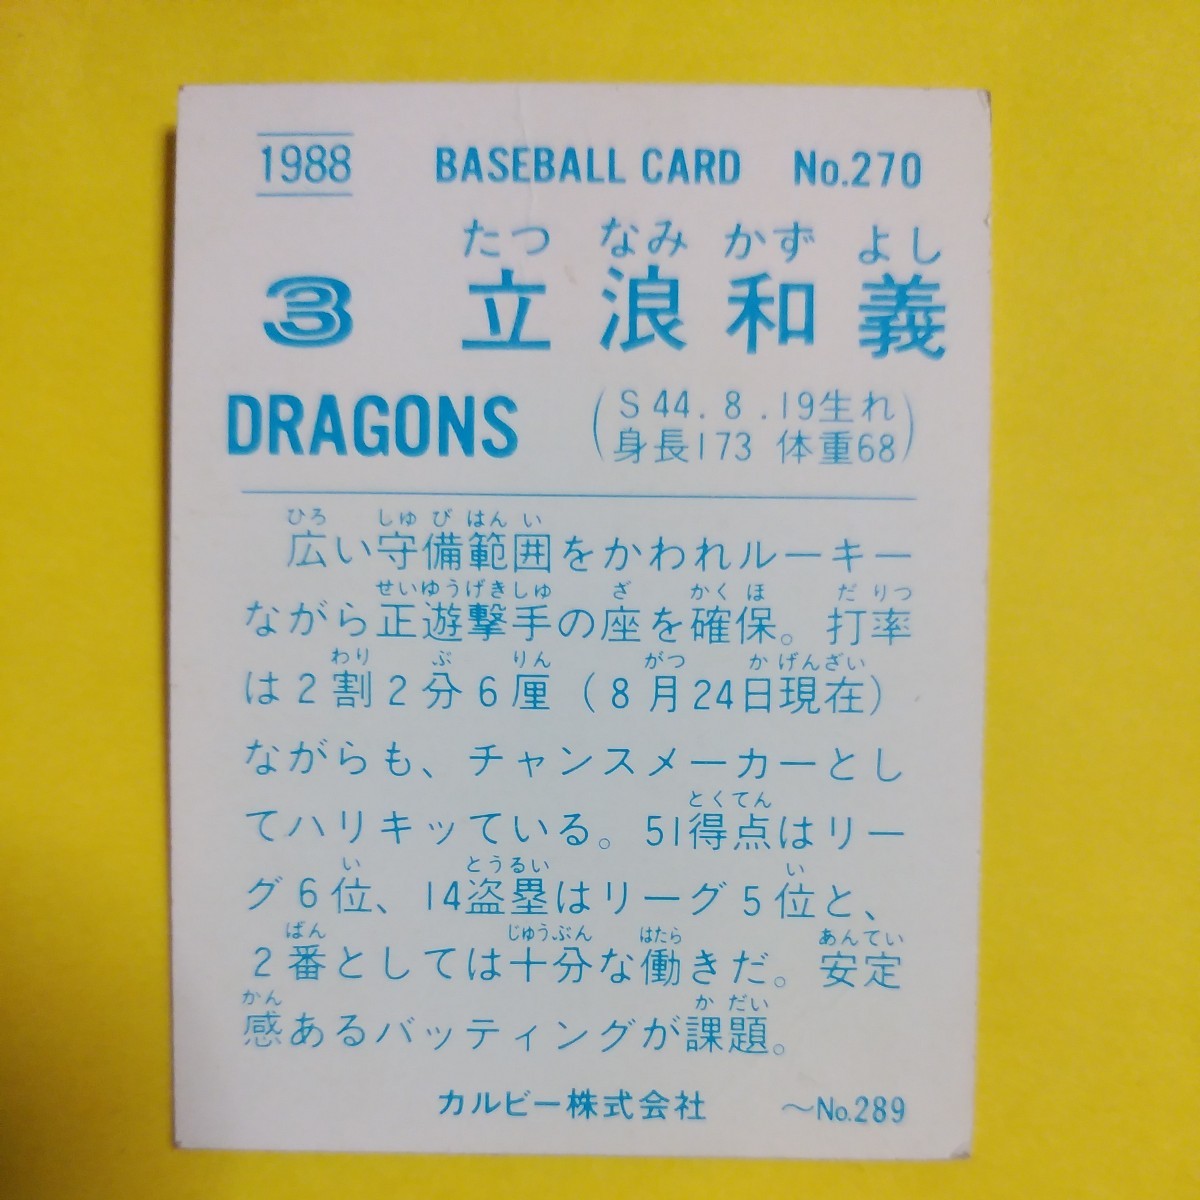 1988 BASEBALL CARD No.270
たつ なみ かず よし
3 立浪和義
DRAGONS
(S44.8.19生れ
身長173 体重68)
ひろ しゅ び はん い
広い守備範囲をかわれルーキー
せいゆうげきしゅ ざ かく ほ だ りつ
ながら正遊撃手の座を確保。打率
わり ぶ りん がつ か げんざい
は2割2分6厘(8月24日現在)
ながらも、チャンスメーカーとし
とくてん
てハリキッている。51得点はリー
い とうるい い
グ6位、14盗塁はリーグ5位と、
ばん じゅうぶん はたら あんてい
2番としては十分な働きだ。安定
かん か だい
感あるバッティングが課題。
カルビー株式会社 〜No.289